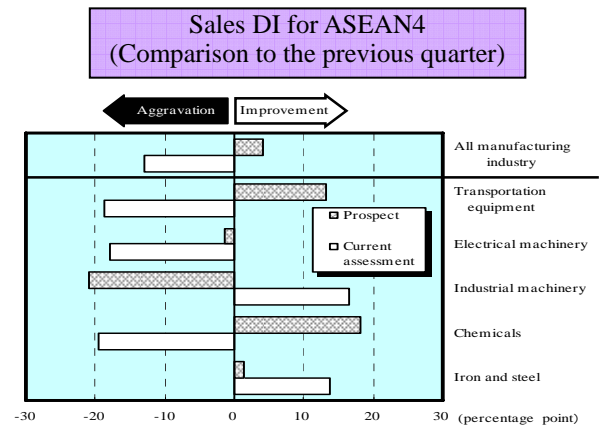 Sales DI for ASEAN4
(Comparison to the previous quarter)
Aggravation
Improvement
All manufacturing
industry
Transportation
equipment
Prospect
Current
assessment
Electrical machinery
Industrial machinery
Chemicals
Iron and steel
-30 -20 -10 0 10 20 30 (percentage point)